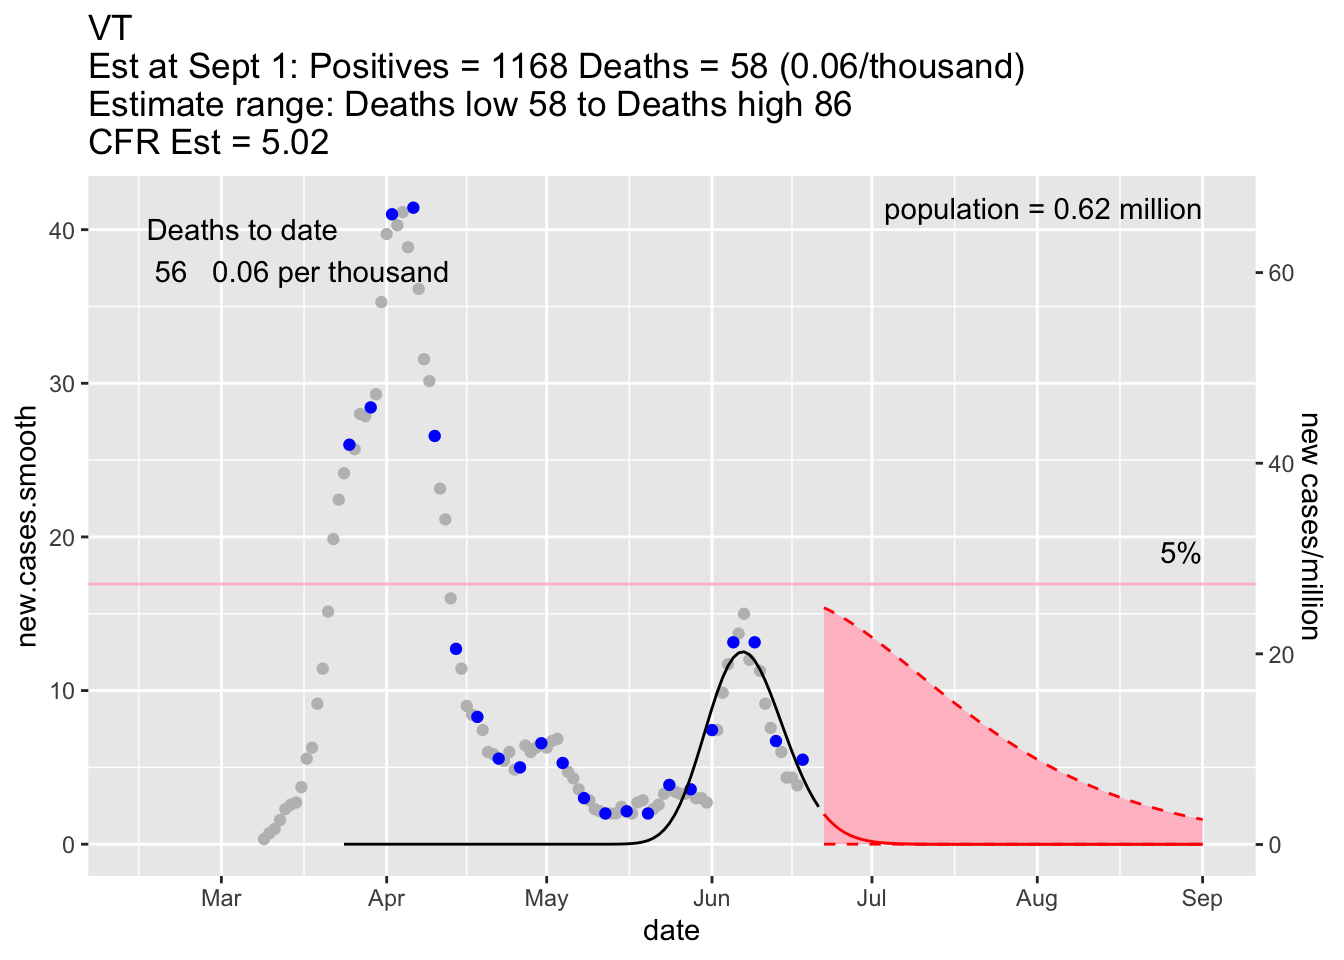 VT
Est at Sept 1: Positives = 1168 Deaths = 58 (0.06/thousand)
Estimate range: Deaths low 58 to Deaths high 86
CFR Est = 5.02
Deaths to date
56 0.06 per thousand
population = 0.62 million
5%
new.cases.smooth
40
30
20
10
0
new cases/million
60
40
20
0
Mar
Apr
May
Jun
Jul
Aug
Sep
date